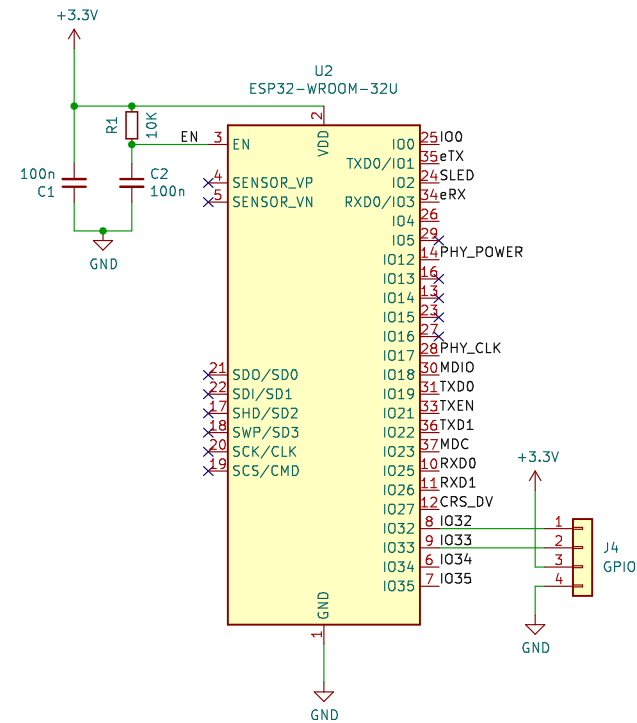 +3.3V
U2
ESP32-WROOM-32U
R1
10K
EN
3
EN
2
VDD
100n
C1
C2
100n
GND
4
SENSOR_VP
5
SENSOR_VN
21
SDO/SD0
22
SDI/SD1
17
SHD/SD2
18
SWP/SD3
20
SCK/CLK
19
SCS/CMD
IO0
25
IO0
TXD0/IO1
35
eTX
IO2
24
SLED
RXD0/IO3
34
eRX
IO4
26
IO5
29
IO12
14
PHY_POWER
IO13
16
IO14
13
IO15
23
IO16
27
IO17
28
PHY_CLK
IO18
30
MDIO
IO19
31
TXD0
IO21
33
TXEN
IO22
36
TXD1
IO23
37
MDC
IO25
10
RXD0
IO26
11
RXD1
IO27
12
CRS_DV
IO32
8
IO32
IO33
9
IO33
IO34
6
IO34
IO35
7
IO35
+3.3V
1
2
3
4
J4
GPIO
GND
GND
1
GND